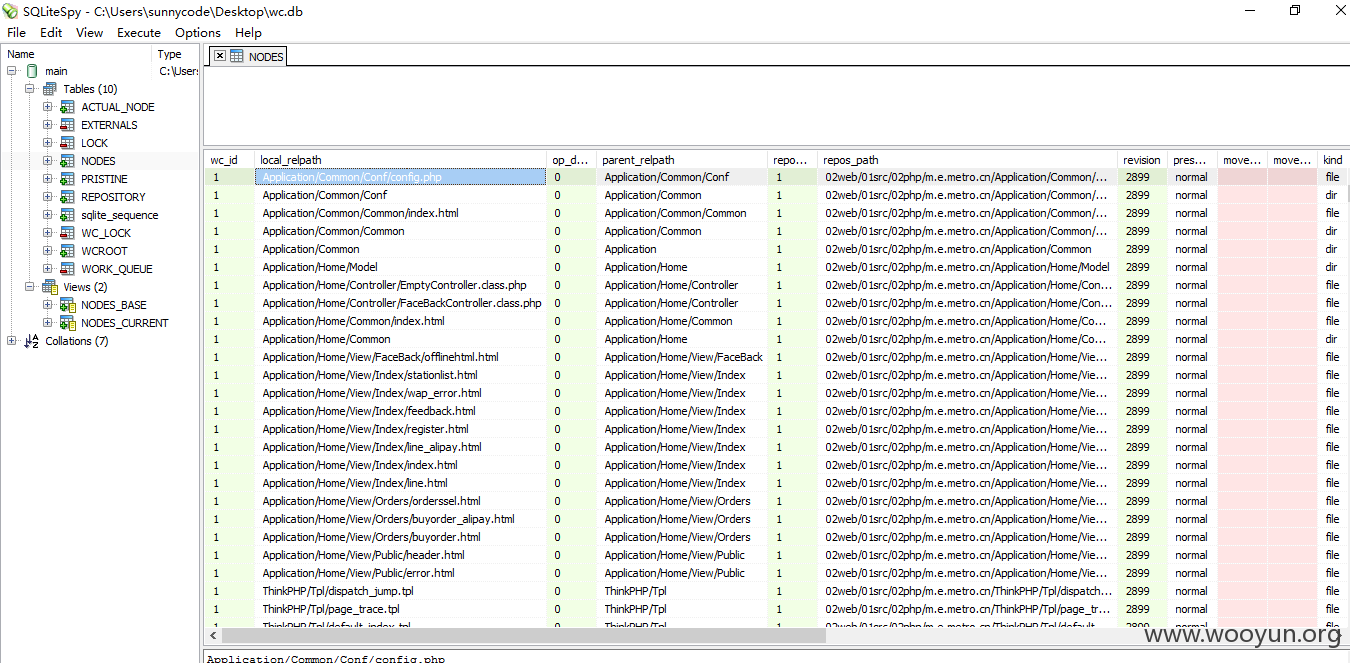 SQLiteSpy - C:\Users\sunnycode\Desktop\wc.db
File Edit View Execute Options Help
Name Type
main C:\Users
Tables (10)
ACTUAL_NODE
EXTERNALS
LOCK
NODES
PRISTINE
REPOSITORY
sqlite_sequence
WC_LOCK
WCROOT
WORK_QUEUE
Views (2)
NODES_BASE
NODES_CURRENT
Collations (7)
NODES
wc_id local_relpath op_d... parent_relpath repo... repos_path revision pres... move... move... kind
1 Application/Common/Conf/config.php 0 Application/Common/Conf 1 02web/01src/02php/m.e.metro.cn/Application/Common/... 2899 normal file
1 Application/Common/Conf 0 Application/Common 1 02web/01src/02php/m.e.metro.cn/Application/Common/... 2899 normal dir
1 Application/Common/Common/index.html 0 Application/Common/Common 1 02web/01src/02php/m.e.metro.cn/Application/Common/... 2899 normal file
1 Application/Common/Common 0 Application/Common 1 02web/01src/02php/m.e.metro.cn/Application/Common/... 2899 normal dir
1 Application/Common 0 Application 1 02web/01src/02php/m.e.metro.cn/Application/Common 2899 normal dir
1 Application/Home/Model 0 Application/Home 1 02web/01src/02php/m.e.metro.cn/Application/Home/Model 2899 normal dir
1 Application/Home/Controller/EmptyController.class.php 0 Application/Home/Controller 1 02web/01src/02php/m.e.metro.cn/Application/Home/Con... 2899 normal file
1 Application/Home/Controller/FaceBackController.class.php 0 Application/Home/Controller 1 02web/01src/02php/m.e.metro.cn/Application/Home/Con... 2899 normal file
1 Application/Home/Common/index.html 0 Application/Home/Common 1 02web/01src/02php/m.e.metro.cn/Application/Home/Co... 2899 normal file
1 Application/Home/Common 0 Application/Home 1 02web/01src/02php/m.e.metro.cn/Application/Home/Co... 2899 normal dir
1 Application/Home/View/FaceBack/offlinehtml.html 0 Application/Home/View/FaceBack 1 02web/01src/02php/m.e.metro.cn/Application/Home/Vie... 2899 normal file
1 Application/Home/View/Index/stationlist.html 0 Application/Home/View/Index 1 02web/01src/02php/m.e.metro.cn/Application/Home/Vie... 2899 normal file
1 Application/Home/View/Index/wap_error.html 0 Application/Home/View/Index 1 02web/01src/02php/m.e.metro.cn/Application/Home/Vie... 2899 normal file
1 Application/Home/View/Index/feedback.html 0 Application/Home/View/Index 1 02web/01src/02php/m.e.metro.cn/Application/Home/Vie... 2899 normal file
1 Application/Home/View/Index/register.html 0 Application/Home/View/Index 1 02web/01src/02php/m.e.metro.cn/Application/Home/Vie... 2899 normal file
1 Application/Home/View/Index/line_alipay.html 0 Application/Home/View/Index 1 02web/01src/02php/m.e.metro.cn/Application/Home/Vie... 2899 normal file
1 Application/Home/View/Index/index.html 0 Application/Home/View/Index 1 02web/01src/02php/m.e.metro.cn/Application/Home/Vie... 2899 normal file
1 Application/Home/View/Index/line.html 0 Application/Home/View/Index 1 02web/01src/02php/m.e.metro.cn/Application/Home/Vie... 2899 normal file
1 Application/Home/View/Orders/orderssel.html 0 Application/Home/View/Orders 1 02web/01src/02php/m.e.metro.cn/Application/Home/Vie... 2899 normal file
1 Application/Home/View/Orders/buyorder_alipay.html 0 Application/Home/View/Orders 1 02web/01src/02php/m.e.metro.cn/Application/Home/Vie... 2899 normal file
1 Application/Home/View/Orders/buyorder.html 0 Application/Home/View/Orders 1 02web/01src/02php/m.e.metro.cn/Application/Home/Vie... 2899 normal file
1 Application/Home/View/Public/header.html 0 Application/Home/View/Public 1 02web/01src/02php/m.e.metro.cn/Application/Home/Vie... 2899 normal file
1 Application/Home/View/Public/error.html 0 Application/Home/View/Public 1 02web/01src/02php/m.e.metro.cn/Application/Home/Vie... 2899 normal file
1 ThinkPHP/Tpl/dispatch_jump.tpl 0 ThinkPHP/Tpl 1 02web/01src/02php/m.e.metro.cn/ThinkPHP/Tpl/dispatch... 2899 normal file
1 ThinkPHP/Tpl/page_trace.tpl 0 ThinkPHP/Tpl 1 02web/01src/02php/m.e.metro.cn/ThinkPHP/Tpl/page_tr... 2899 normal file
1 ThinkPHP/Tpl/default_index.tpl 0 ThinkPHP/Tpl 1 02web/01src/02php/m.e.metro.cn/ThinkPHP/Tpl/default... 2899 normal file
www.wooyun.org
Application/Common/Conf/config.php